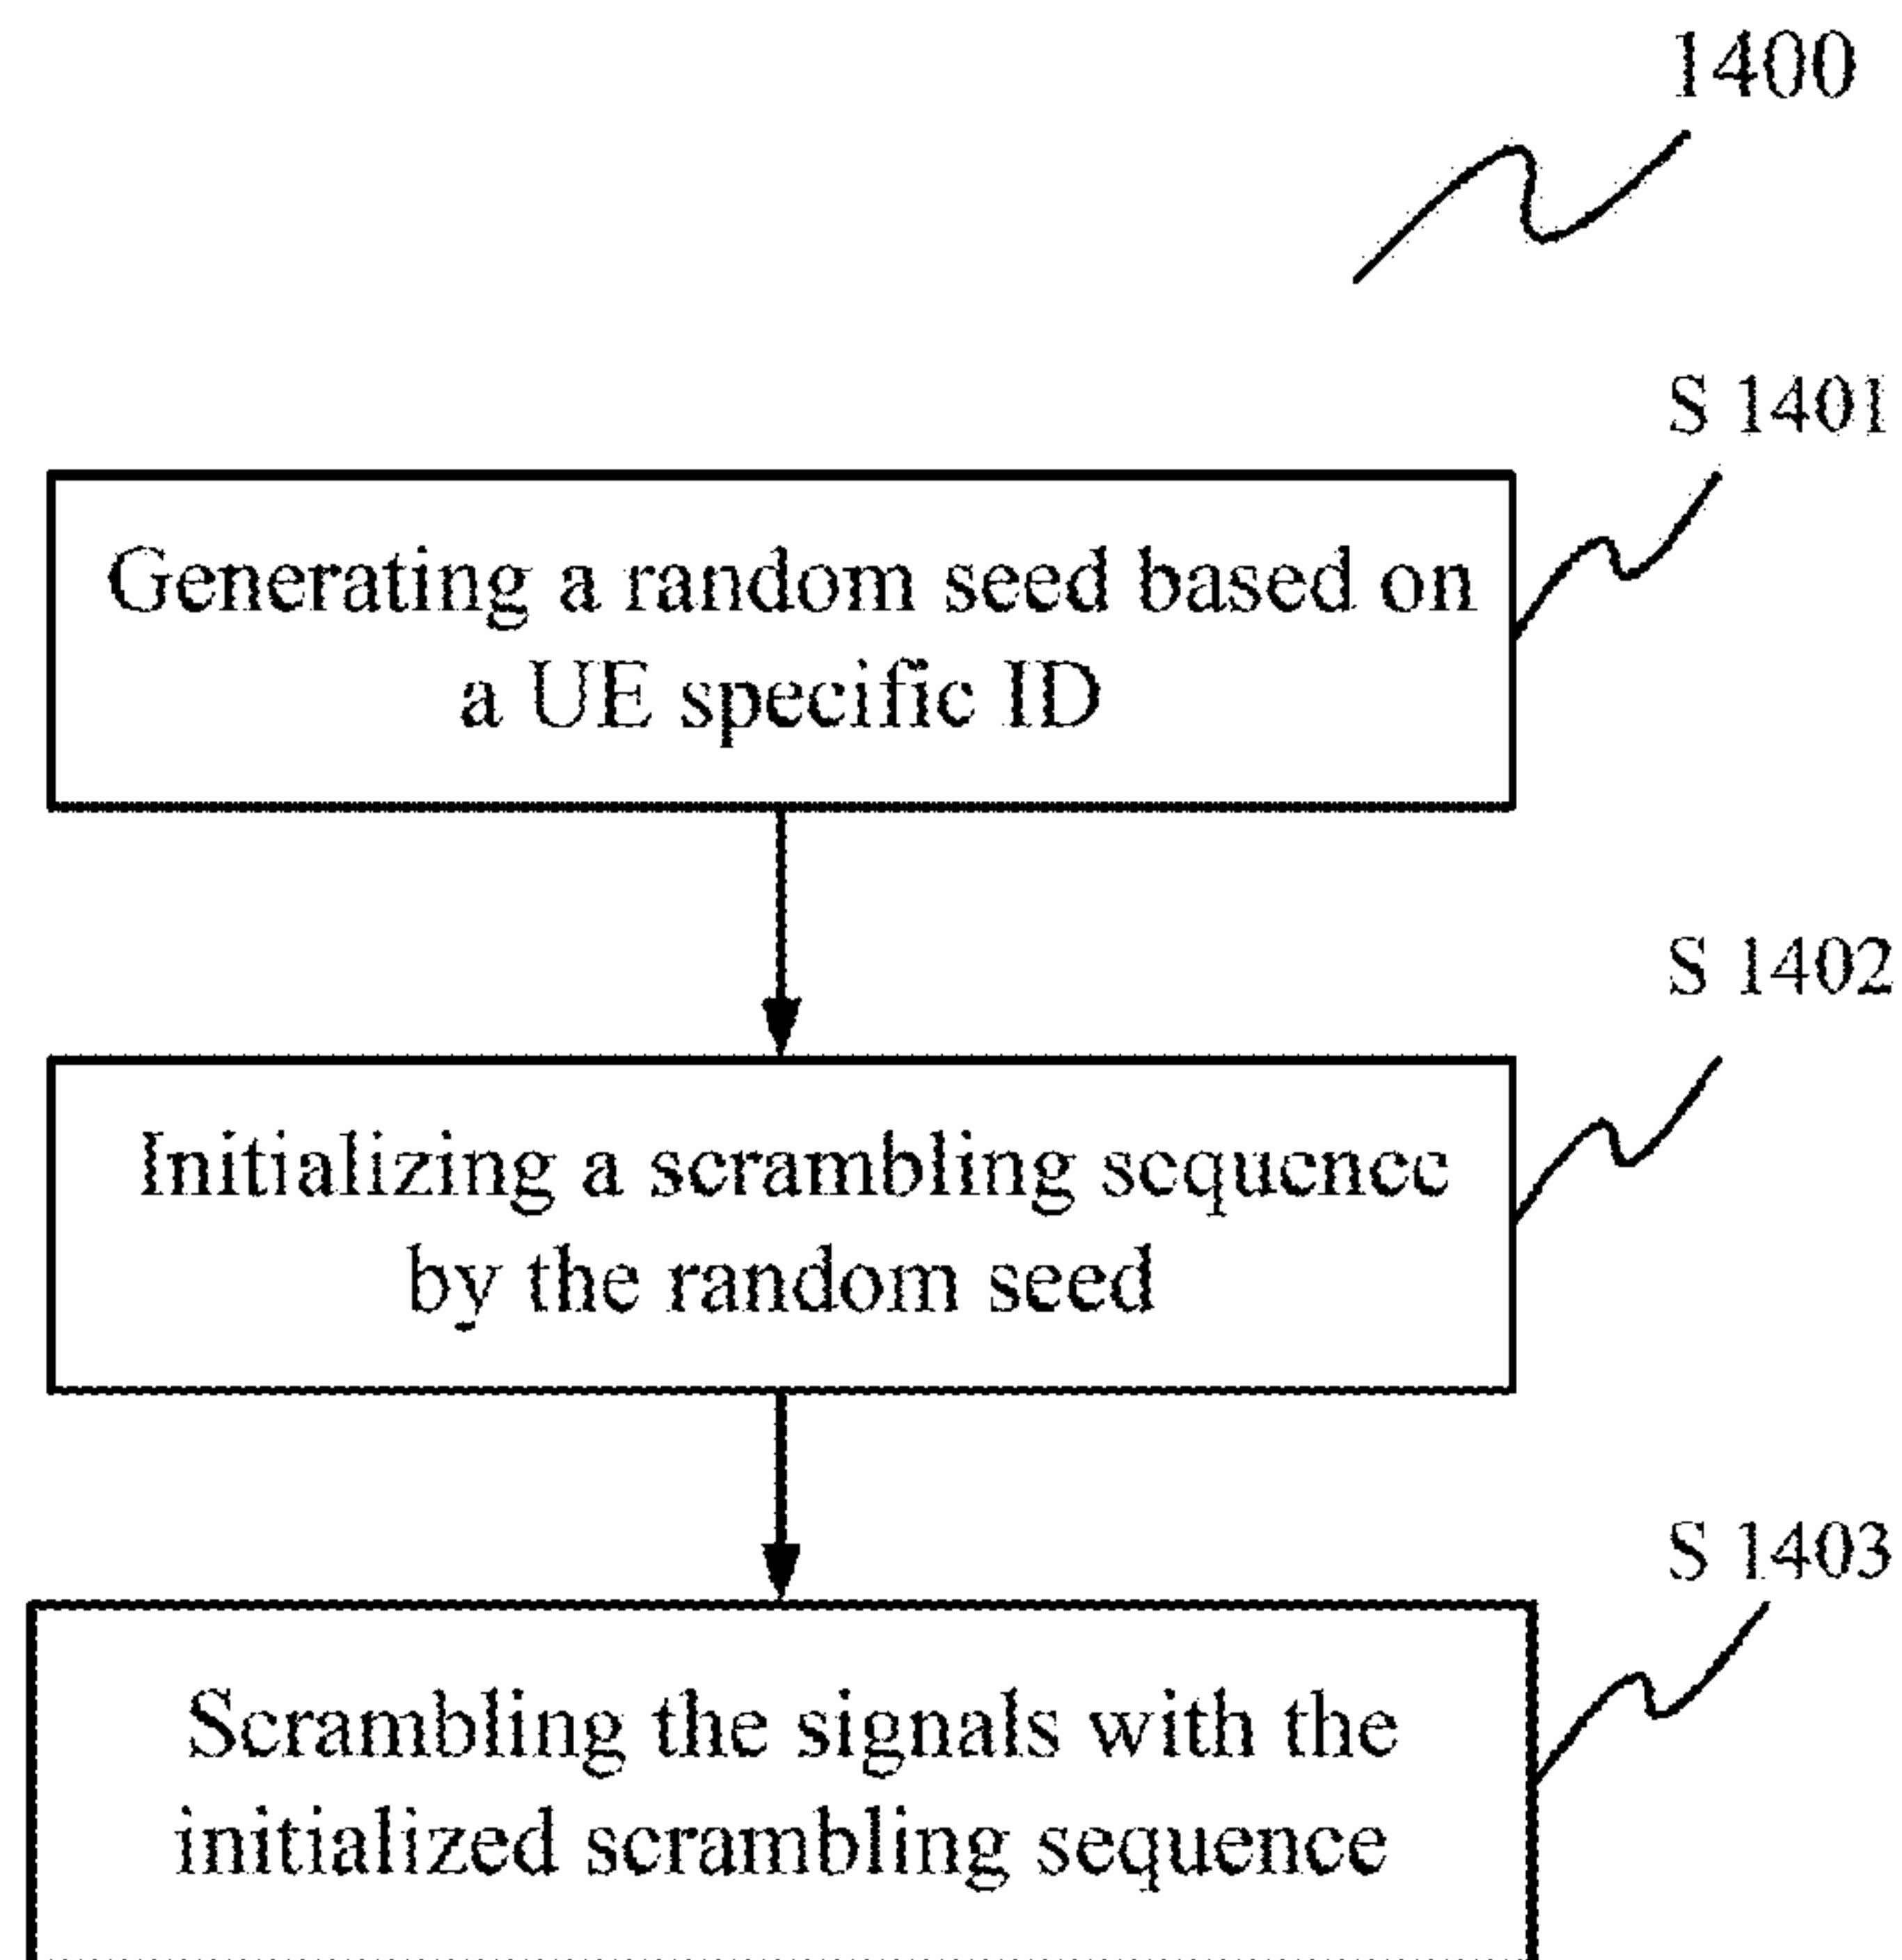 1400
S 1401
Generating a random seed based on
a UE specific ID
S 1402
Initializing a scrambling sequence
by the random seed
S 1403
Scrambling the signals with the
initialized scrambling sequence